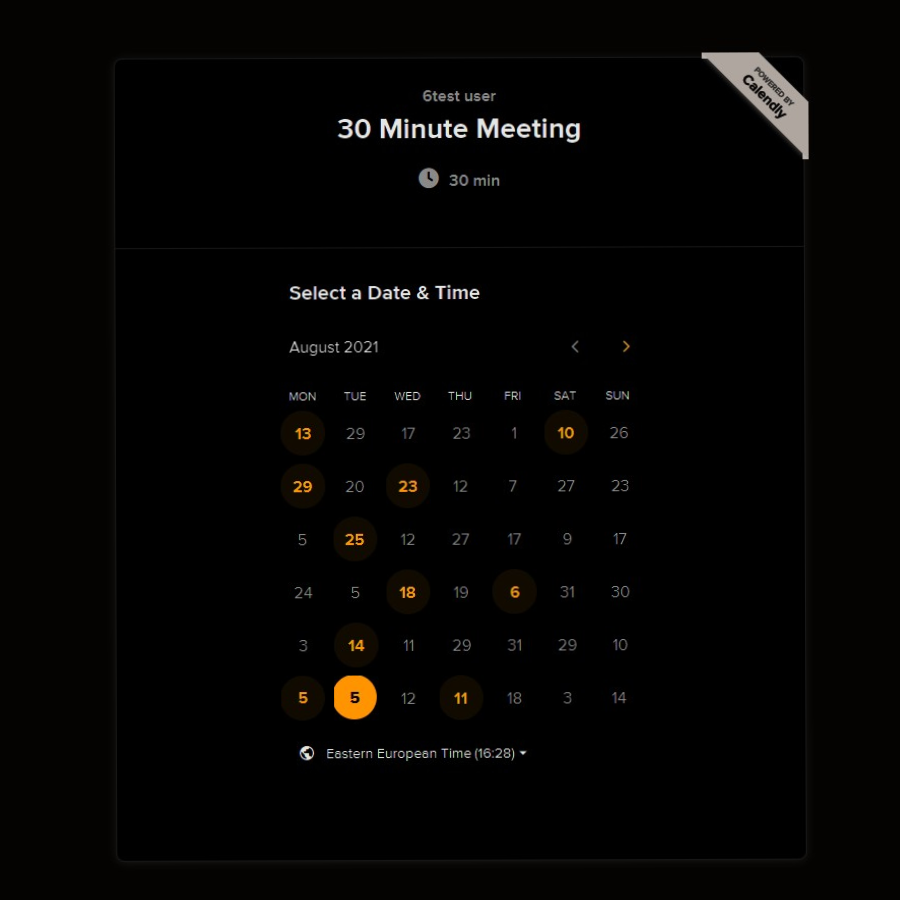 POWERED BY
Calendly
6test user
30 Minute Meeting
30 min
Select a Date & Time
August 2021
MON TUE WED THU FRI SAT SUN
13 29 17 23 1 10 26
29 20 23 12 7 27 23
5 25 12 27 17 9 17
24 5 18 19 6 31 30
3 14 11 29 31 29 10
5 5 12 11 18 3 14
Eastern European Time (16:28)